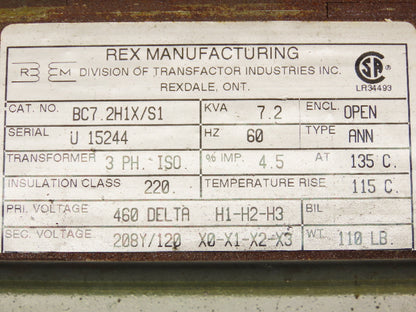 REX MANUFACTURING
DIVISION OF TRANSFACTOR INDUSTRIES INC.
REXDALE, ONT.
LR34493
CAT. NO. BC7.2H1X/S1 KVA 7.2 ENCL. OPEN
SERIAL U 15244 HZ 60 TYPE ANN
TRANSFORMER 3 PH. ISO. % IMP. 4.5 AT 135 C.
INSULATION CLASS 220. TEMPERATURE RISE 115 C.
PRI. VOLTAGE 460 DELTA H1-H2-H3 BIL
SEC. VOLTAGE 208Y/120 X0-X1-X2-X3 WT. 110 LB.